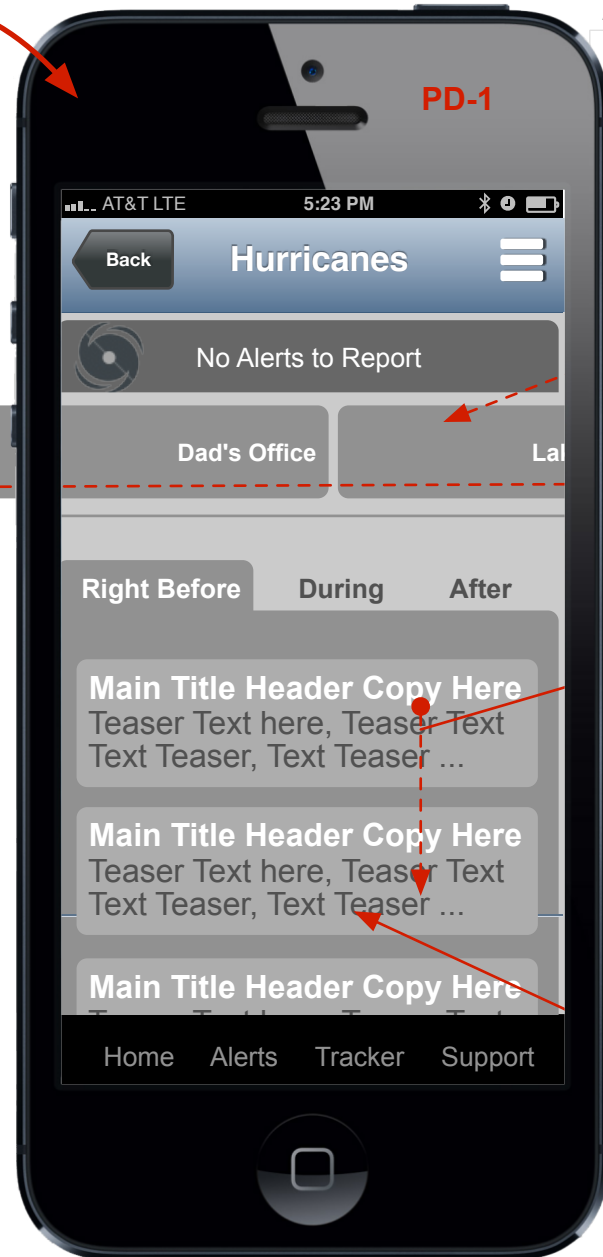 PD-1
AT&T LTE 5:23 PM
Back Hurricanes
No Alerts to Report
Dad's Office
Right Before During After
Main Title Header Copy Here
Teaser Text here, Teaser Text
Text Teaser, Text Teaser ...
Main Title Header Copy Here
Teaser Text here, Teaser Text
Text Teaser, Text Teaser ...
Main Title Header Copy Here
Home Alerts Tracker Support